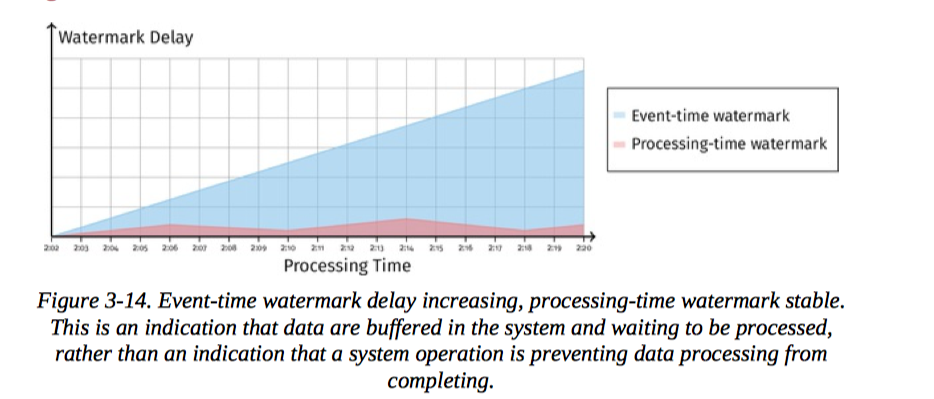 Watermark Delay
Event-time watermark
Processing-time watermark
2:02 2:03 2:04 2:05 2:06 2:07 2:08 2:09 2:10 2:11 2:12 2:13 2:14 2:15 2:16 2:17 2:18 2:19 2:20
Processing Time
Figure 3-14. Event-time watermark delay increasing, processing-time watermark stable.
This is an indication that data are buffered in the system and waiting to be processed,
rather than an indication that a system operation is preventing data processing from
completing.